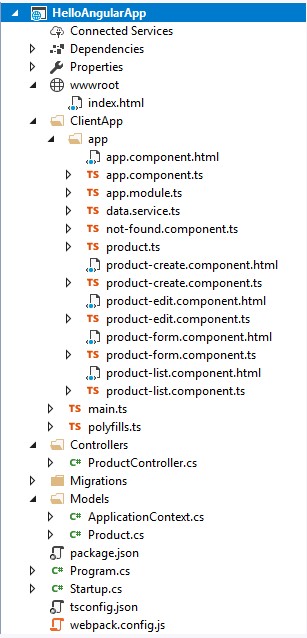 HelloAngularApp
Connected Services
Dependencies
Properties
wwwroot
index.html
ClientApp
app
app.component.html
TS app.component.ts
TS app.module.ts
TS data.service.ts
TS not-found.component.ts
TS product.ts
product-create.component.html
TS product-create.component.ts
product-edit.component.html
TS product-edit.component.ts
product-form.component.html
TS product-form.component.ts
product-list.component.html
TS product-list.component.ts
TS main.ts
TS polyfills.ts
Controllers
C# ProductController.cs
Migrations
Models
C# ApplicationContext.cs
C# Product.cs
package.json
C# Program.cs
C# Startup.cs
tsconfig.json
webpack.config.js